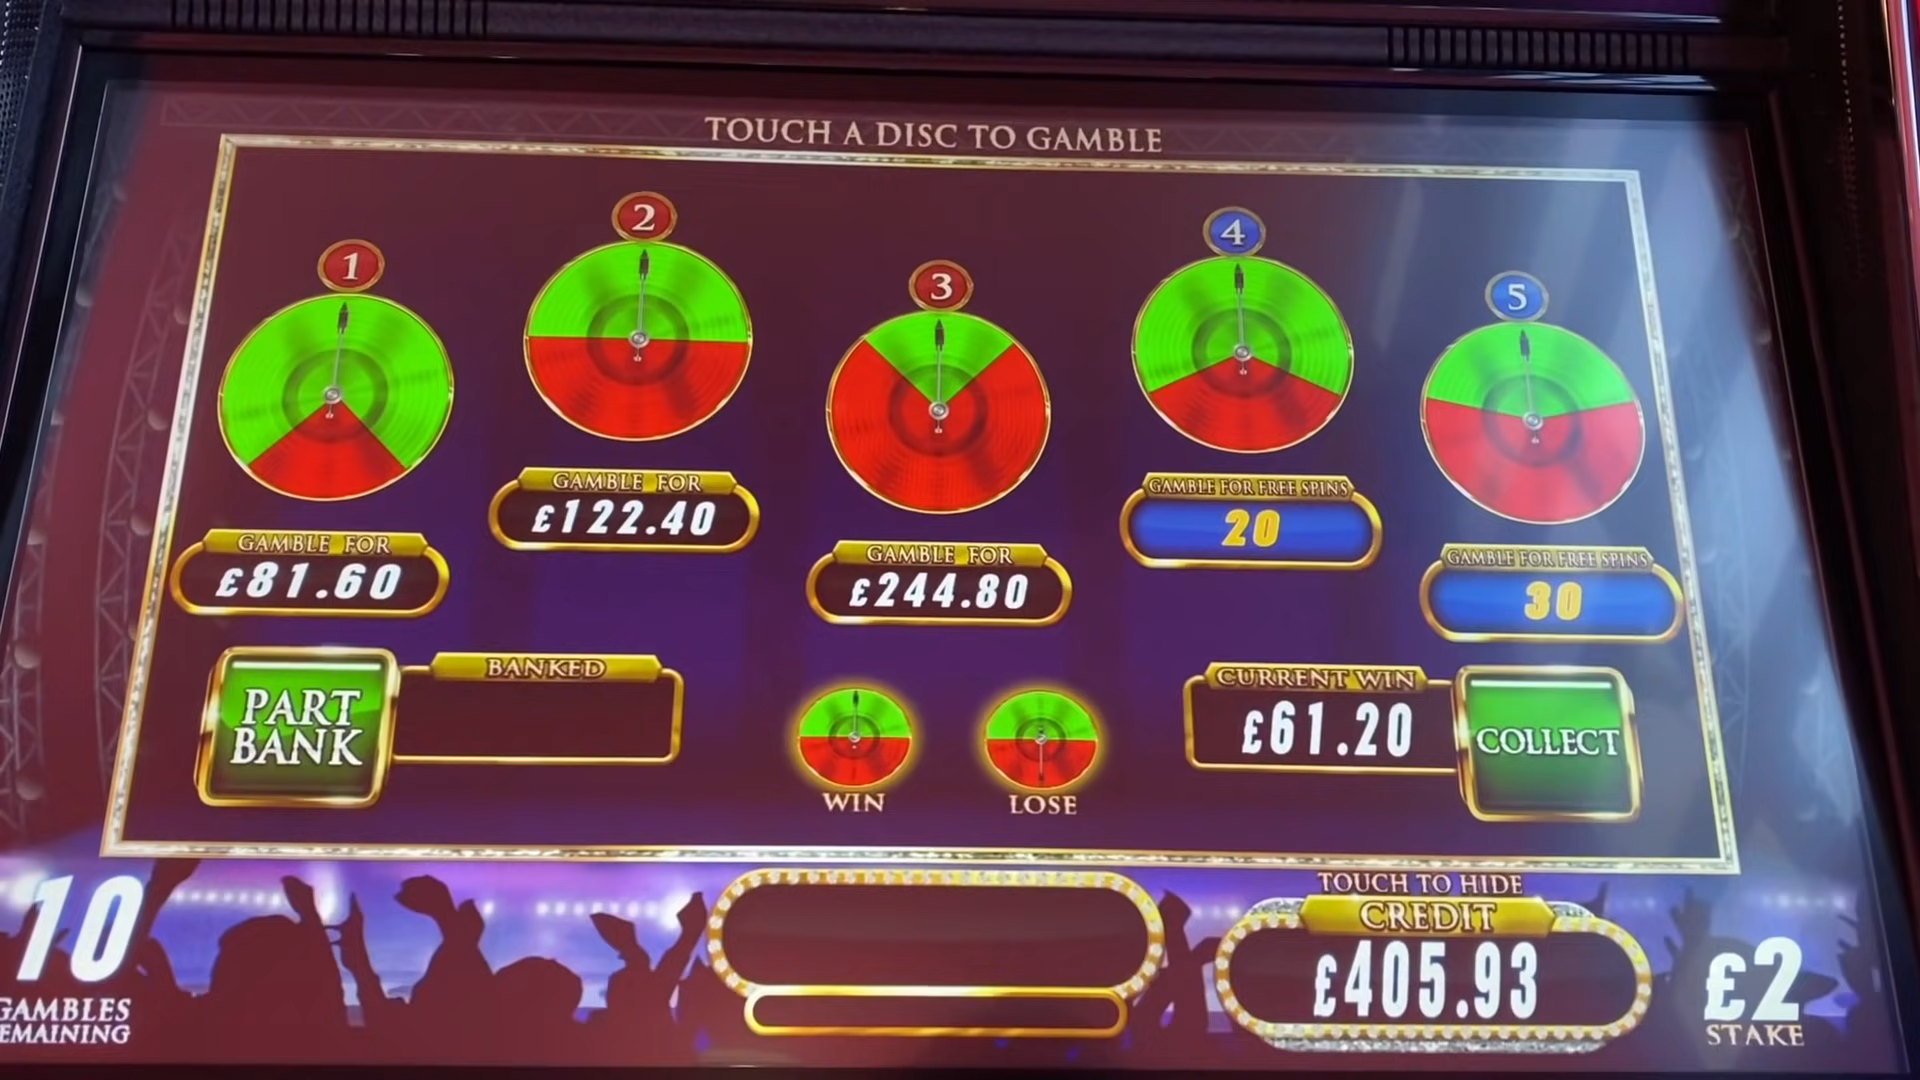 TOUCH A DISC TO GAMBLE
1
2
3
4
5
GAMBLE FOR
£81.60
GAMBLE FOR
£122.40
GAMBLE FOR
£244.80
GAMBLE FOR FREE SPINS
20
GAMBLE FOR FREE SPINS
30
PART
BANK
BANKED
WIN
LOSE
CURRENT WIN
£61.20
COLLECT
10
GAMBLES
EMAINING
TOUCH TO HIDE
CREDIT
£405.93
£2
STAKE